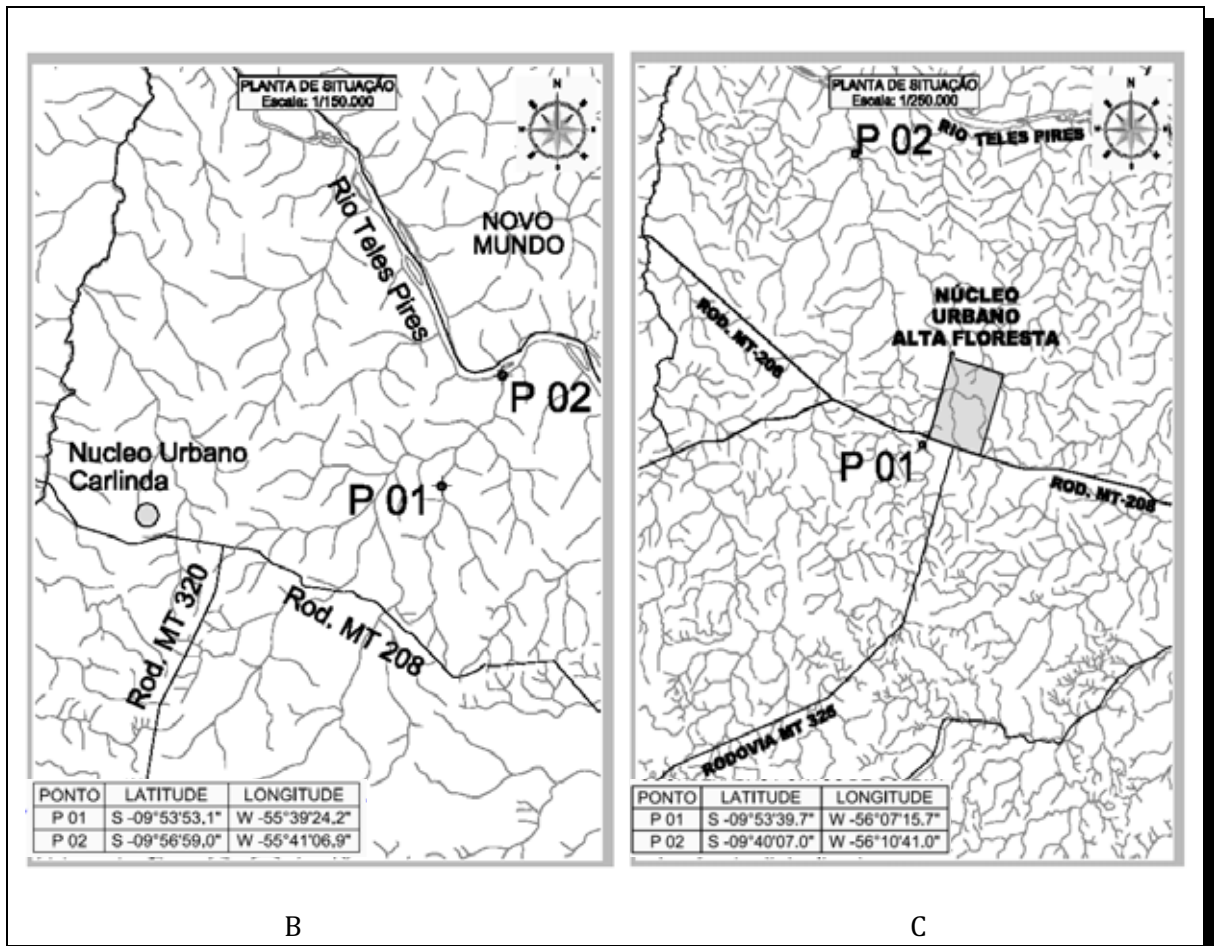 PLANTA DE SITUAÇÃO
Escala: 1/150.000
N
Rio Teles Pires
NOVO
MUNDO
P 02
Nucleo Urbano
Carlinda
P 01
Rod. MT 320
Rod. MT 208
PONTO LATITUDE LONGITUDE
P 01 S -09°53'53,1" W -55°39'24,2"
P 02 S -09°56'59,0" W -55°41'06,9"
B
PLANTA DE SITUAÇÃO
Escala: 1/250.000
N
P 02
RIO TELES PIRES
ROD. MT-206
NÚCLEO
URBANO
ALTA FLORESTA
P 01
ROD. MT-208
RODOVIA MT 325
PONTO LATITUDE LONGITUDE
P 01 S -09°53'39.7" W -56°07'15.7"
P 02 S -09°40'07.0" W -56°10'41.0"
C